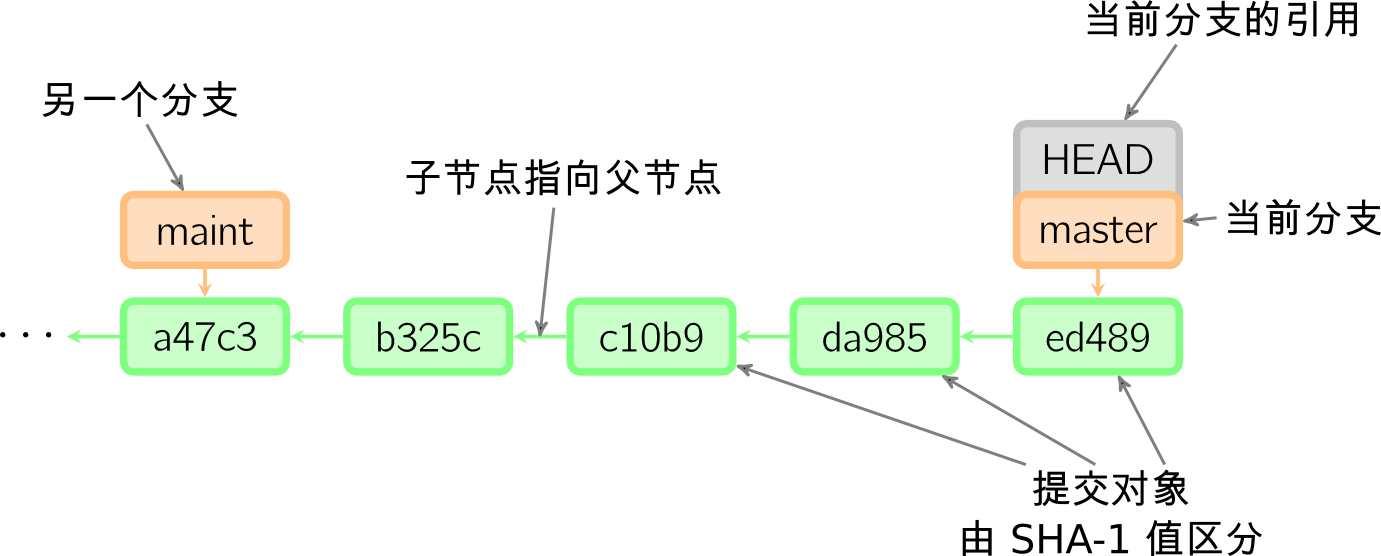 当前分支的引用
另一个分支
HEAD
子节点指向父节点
maint
master
当前分支
...
a47c3
b325c
c10b9
da985
ed489
提交对象
由 SHA-1 值区分